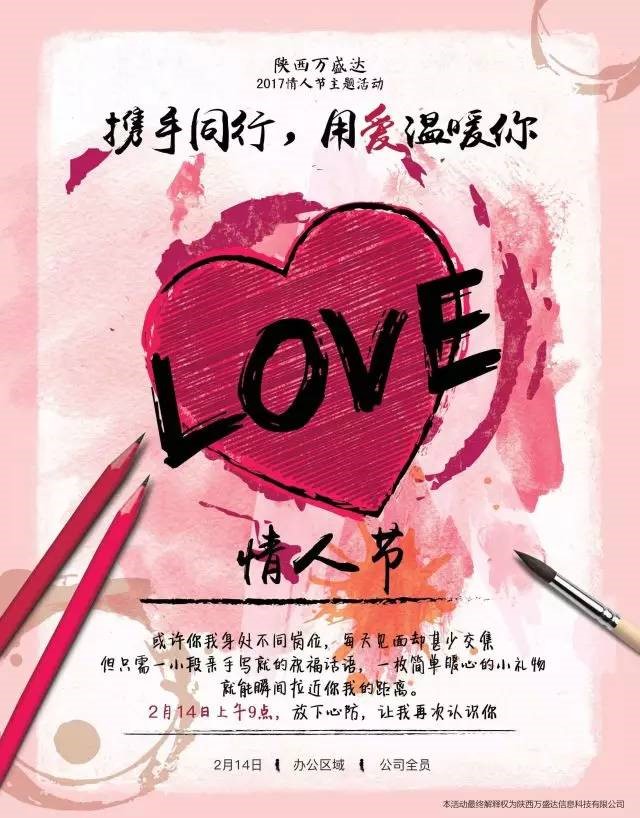 陕西万盛达
2017情人节主题活动
携手同行，用爱温暖你
LOVE
情人节
或许你我身处不同岗位，每天见面却甚少交集
但只需一小段亲手写就的祝福话语，一枚简单暖心的小礼物
就能瞬间拉近你我的距离。
2月14日上午9点，放下心防，让我再次认识你
2月14日 办公区域 公司全员
本活动最终解释权为陕西万盛达信息科技有限公司